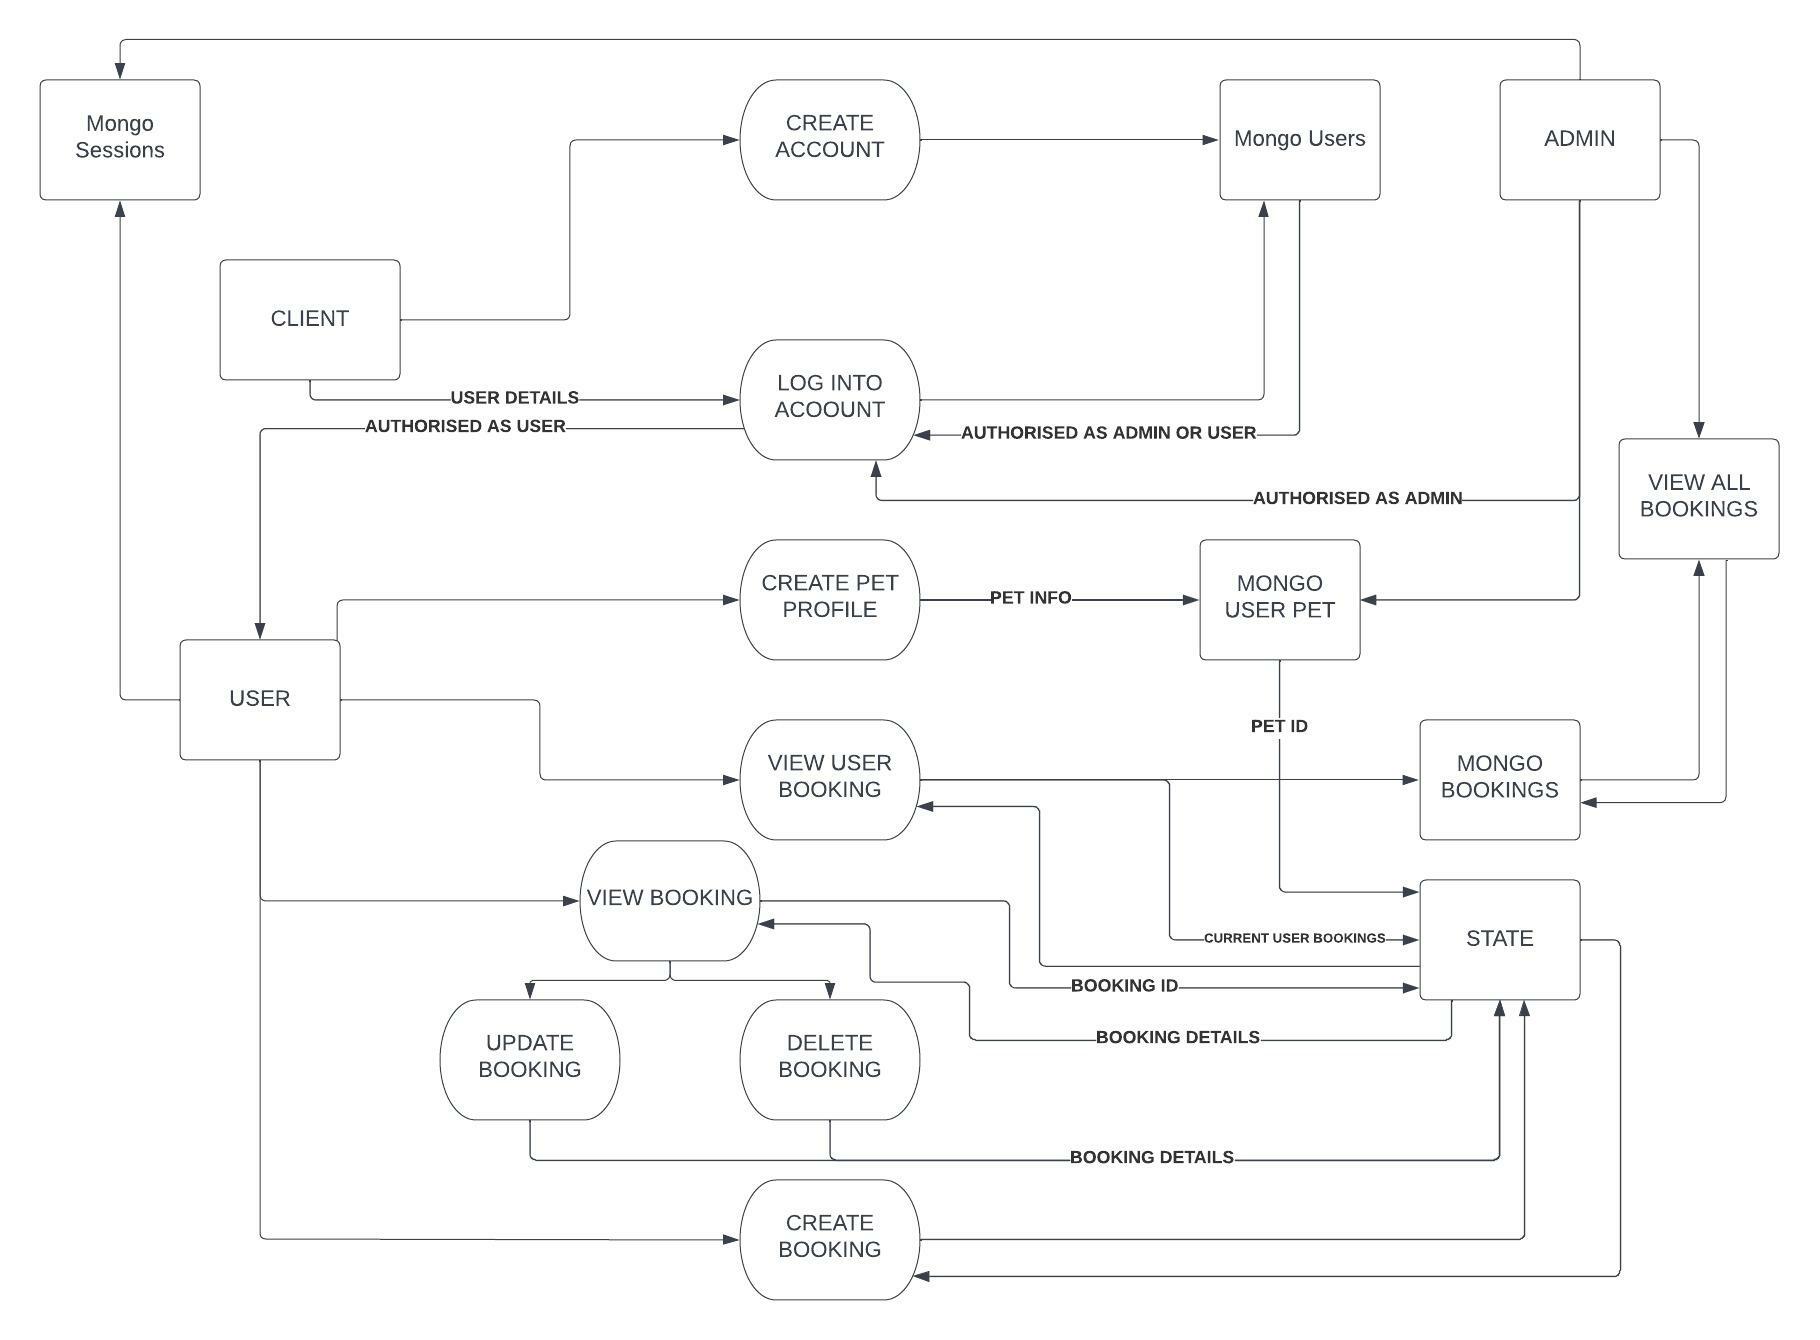 Mongo
Sessions
CREATE
ACCOUNT
Mongo Users
ADMIN
CLIENT
LOG INTO
ACOOUNT
USER DETAILS
AUTHORISED AS USER
AUTHORISED AS ADMIN OR USER
VIEW ALL
BOOKINGS
AUTHORISED AS ADMIN
CREATE PET
PROFILE
PET INFO
MONGO
USER PET
USER
PET ID
VIEW USER
BOOKING
MONGO
BOOKINGS
VIEW BOOKING
CURRENT USER BOOKINGS
STATE
BOOKING ID
BOOKING DETAILS
UPDATE
BOOKING
DELETE
BOOKING
BOOKING DETAILS
CREATE
BOOKING